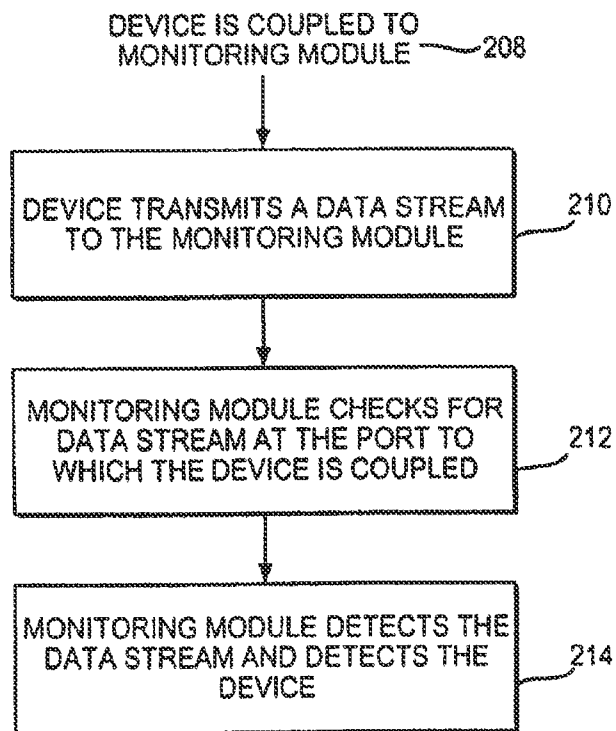 DEVICE IS COUPLED TO
MONITORING MODULE 208
DEVICE TRANSMITS A DATA STREAM
TO THE MONITORING MODULE
210
MONITORING MODULE CHECKS FOR
DATA STREAM AT THE PORT TO
WHICH THE DEVICE IS COUPLED
212
MONITORING MODULE DETECTS THE
DATA STREAM AND DETECTS THE
DEVICE
214